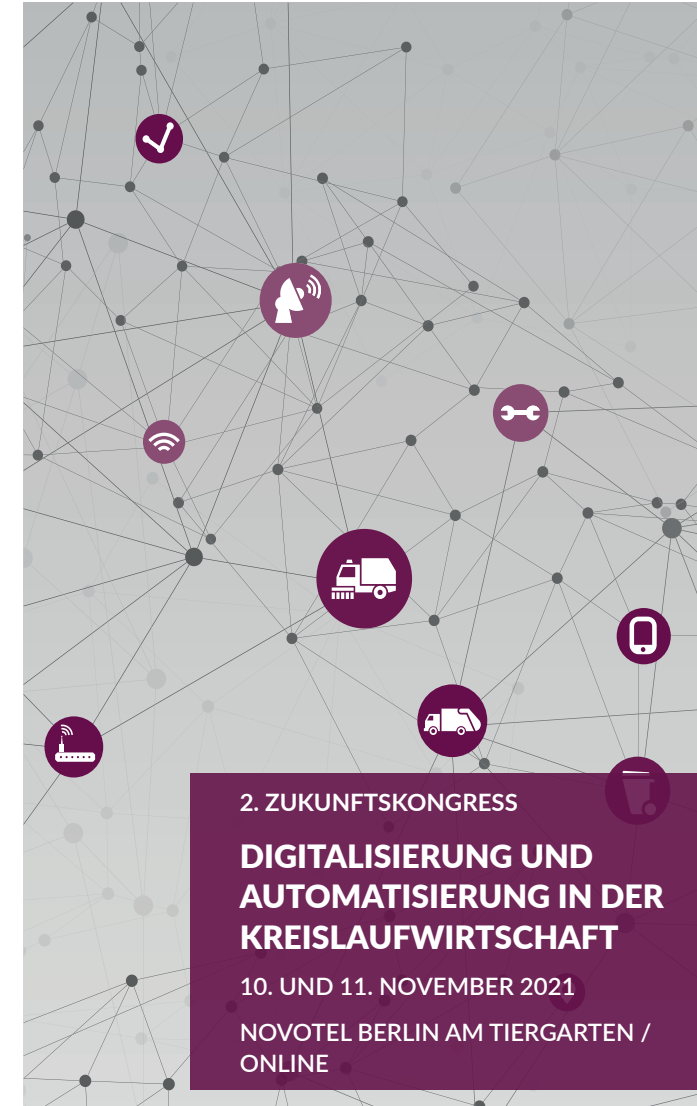 2. ZUKUNFTSKONGRESS
DIGITALISIERUNG UND
AUTOMATISIERUNG IN DER
KREISLAUFWIRTSCHAFT
10. UND 11. NOVEMBER 2021
NOVOTEL BERLIN AM TIERGARTEN /
ONLINE